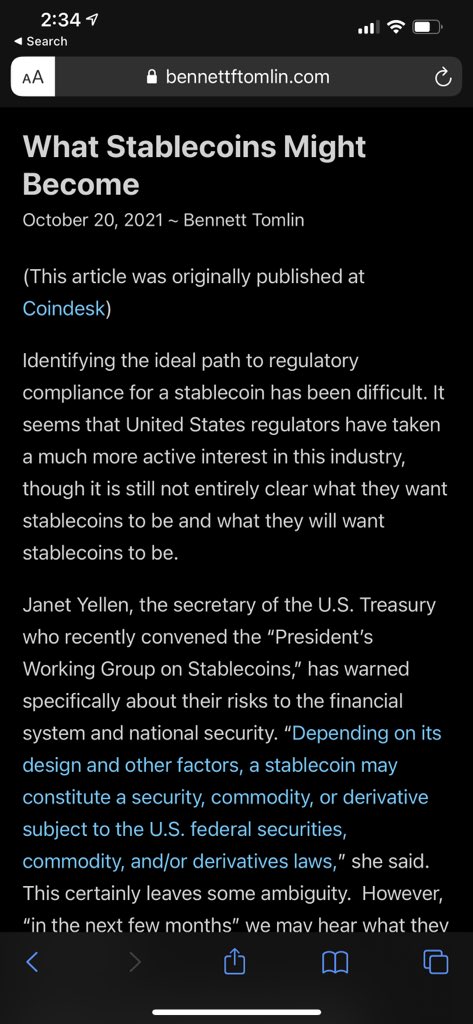 2:34
Search
AA
bennettftomlin.com
What Stablecoins Might
Become
October 20, 2021 ~ Bennett Tomlin
(This article was originally published at
Coindesk)
Identifying the ideal path to regulatory
compliance for a stablecoin has been difficult. It
seems that United States regulators have taken
a much more active interest in this industry,
though it is still not entirely clear what they want
stablecoins to be and what they will want
stablecoins to be.
Janet Yellen, the secretary of the U.S. Treasury
who recently convened the “President’s
Working Group on Stablecoins,” has warned
specifically about their risks to the financial
system and national security. “Depending on its
design and other factors, a stablecoin may
constitute a security, commodity, or derivative
subject to the U.S. federal securities,
commodity, and/or derivatives laws,” she said.
This certainly leaves some ambiguity.  However,
“in the next few months” we may hear what they